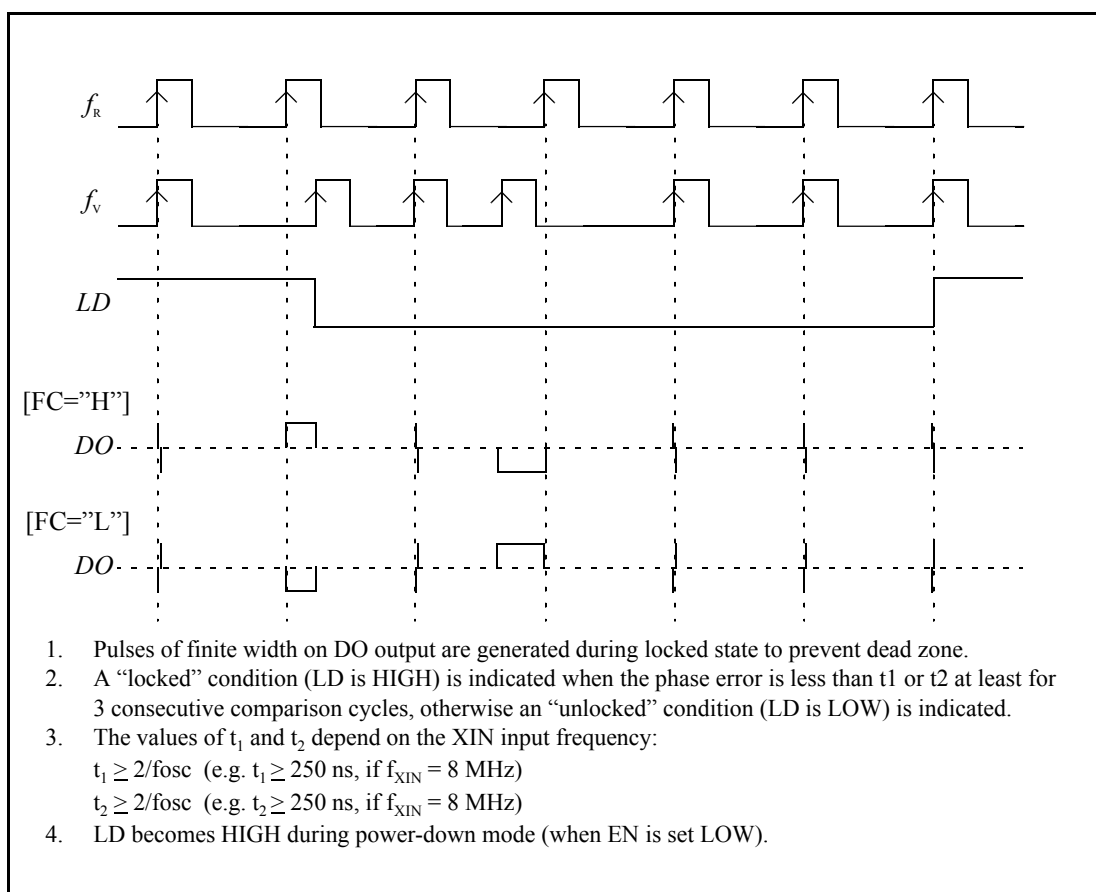 fR
fV
LD
[FC=”H”]
DO
[FC=”L”]
DO
1. Pulses of finite width on DO output are generated during locked state to prevent dead zone.
2. A “locked” condition (LD is HIGH) is indicated when the phase error is less than t1 or t2 at least for
3 consecutive comparison cycles, otherwise an “unlocked” condition (LD is LOW) is indicated.
3. The values of t1 and t2 depend on the XIN input frequency:
t1 ≥ 2/fosc (e.g. t1 ≥ 250 ns, if fXIN = 8 MHz)
t2 ≥ 2/fosc (e.g. t2 ≥ 250 ns, if fXIN = 8 MHz)
4. LD becomes HIGH during power-down mode (when EN is set LOW).